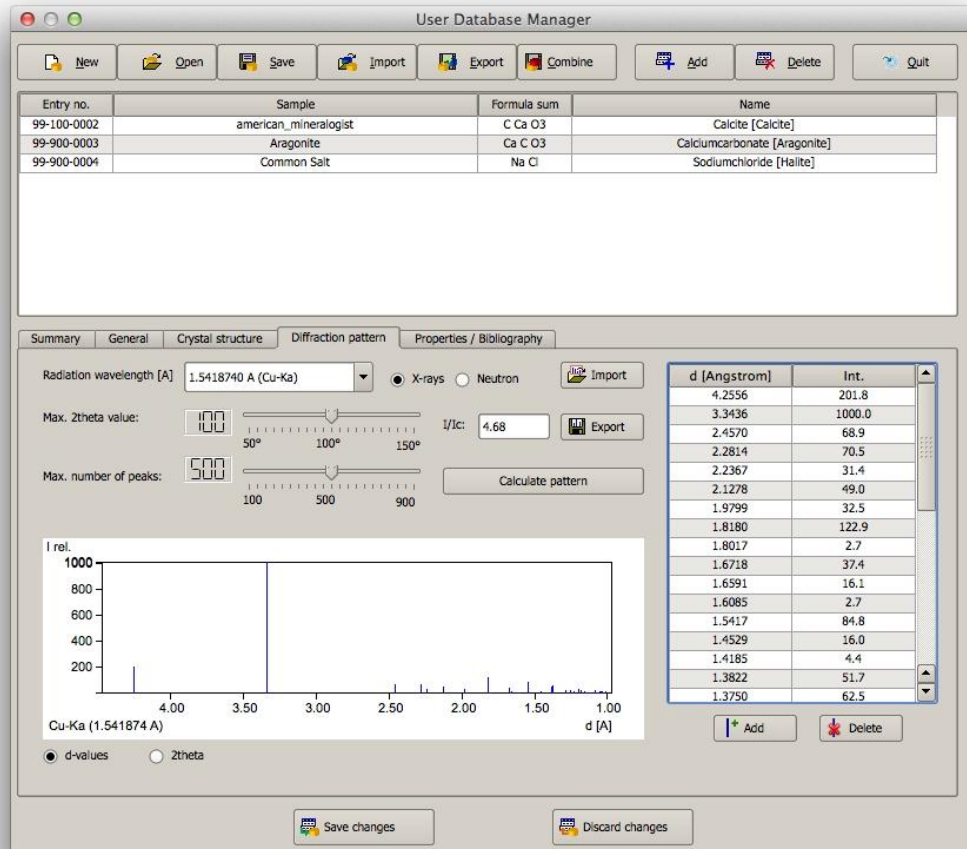 User Database Manager
New Open Save Import Export Combine Add Delete Quit
Entry no. Sample Formula sum Name
99-100-0002 american_mineralogist C Ca O3 Calcite [Calcite]
99-900-0003 Aragonite Ca C O3 Calciumcarbonate [Aragonite]
99-900-0004 Common Salt Na Cl Sodiumchloride [Halite]
Summary General Crystal structure Diffraction pattern Properties / Bibliography
Radiation wavelength [A] 1.5418740 A (Cu-Ka) X-rays Neutron Import
Max. 2theta value: 100 50° 100° 150° I/Ic: 4.68 Export
Max. number of peaks: 500 100 500 900 Calculate pattern
I rel.
1000
800
600
400
200
4.00 3.50 3.00 2.50 2.00 1.50 1.00
Cu-Ka (1.541874 A) d [A]
d-values 2theta
d [Angstrom] Int.
4.2556 201.8
3.3436 1000.0
2.4570 68.9
2.2814 70.5
2.2367 31.4
2.1278 49.0
1.9799 32.5
1.8180 122.9
1.8017 2.7
1.6718 37.4
1.6591 16.1
1.6085 2.7
1.5417 84.8
1.4529 16.0
1.4185 4.4
1.3822 51.7
1.3750 62.5
Add Delete
Save changes Discard changes